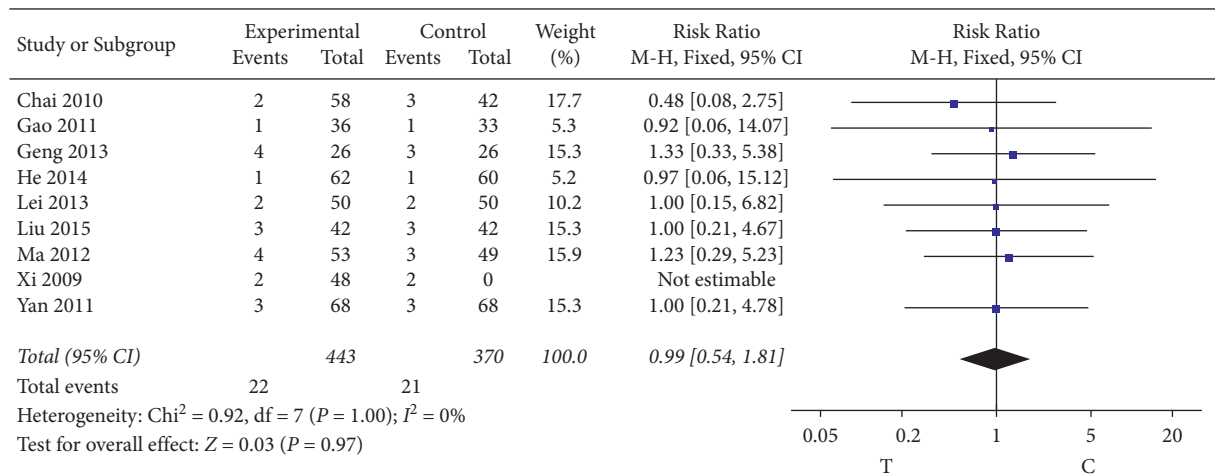 Study or Subgroup Experimental Control Weight (%) Risk Ratio M-H, Fixed, 95% CI Risk Ratio M-H, Fixed, 95% CI
Events Total Events Total
Chai 2010 2 58 3 42 17.7 0.48 [0.08, 2.75]
Gao 2011 1 36 1 33 5.3 0.92 [0.06, 14.07]
Geng 2013 4 26 3 26 15.3 1.33 [0.33, 5.38]
He 2014 1 62 1 60 5.2 0.97 [0.06, 15.12]
Lei 2013 2 50 2 50 10.2 1.00 [0.15, 6.82]
Liu 2015 3 42 3 42 15.3 1.00 [0.21, 4.67]
Ma 2012 4 53 3 49 15.9 1.23 [0.29, 5.23]
Xi 2009 2 48 2 0 Not estimable
Yan 2011 3 68 3 68 15.3 1.00 [0.21, 4.78]
Total (95% CI) 443 370 100.0 0.99 [0.54, 1.81]
Total events 22 21
Heterogeneity: Chi² = 0.92, df = 7 (P = 1.00); I² = 0%
Test for overall effect: Z = 0.03 (P = 0.97)
0.05 0.2 1 5 20
T C